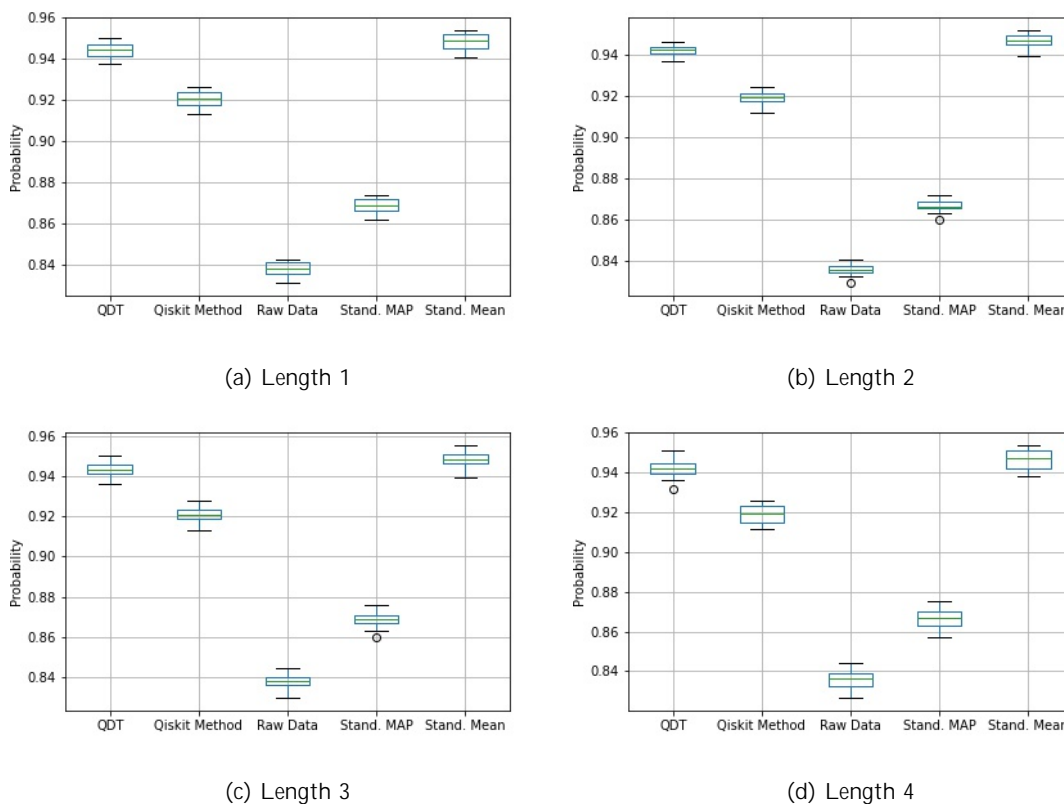 0.96
0.94
0.92
0.90
0.88
0.86
0.84
Probability
QDT Qiskit Method Raw Data Stand. MAP Stand. Mean
(a) Length 1
0.94
0.92
0.90
0.88
0.86
0.84
Probability
QDT Qiskit Method Raw Data Stand. MAP Stand. Mean
(b) Length 2
0.96
0.94
0.92
0.90
0.88
0.86
0.84
Probability
QDT Qiskit Method Raw Data Stand. MAP Stand. Mean
(c) Length 3
0.96
0.94
0.92
0.90
0.88
0.86
0.84
Probability
QDT Qiskit Method Raw Data Stand. MAP Stand. Mean
(d) Length 4